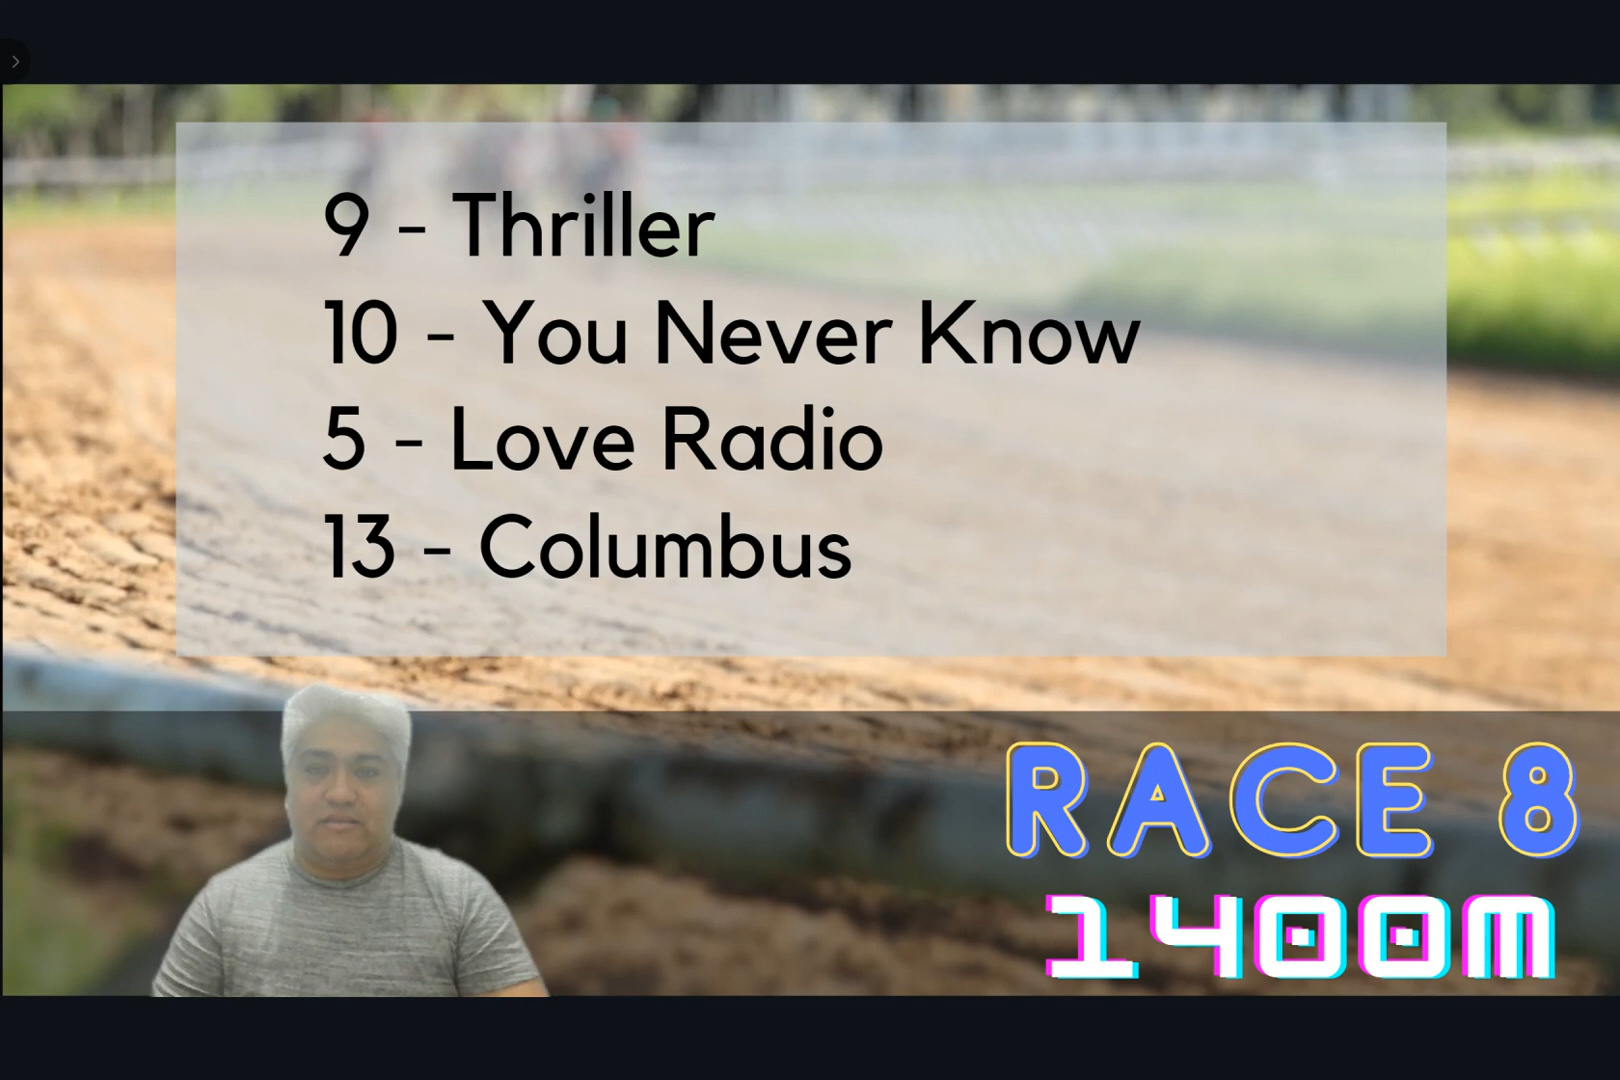 9 - Thriller
10 - You Never Know
5 - Love Radio
13 - Columbus
RACE 8
1400M